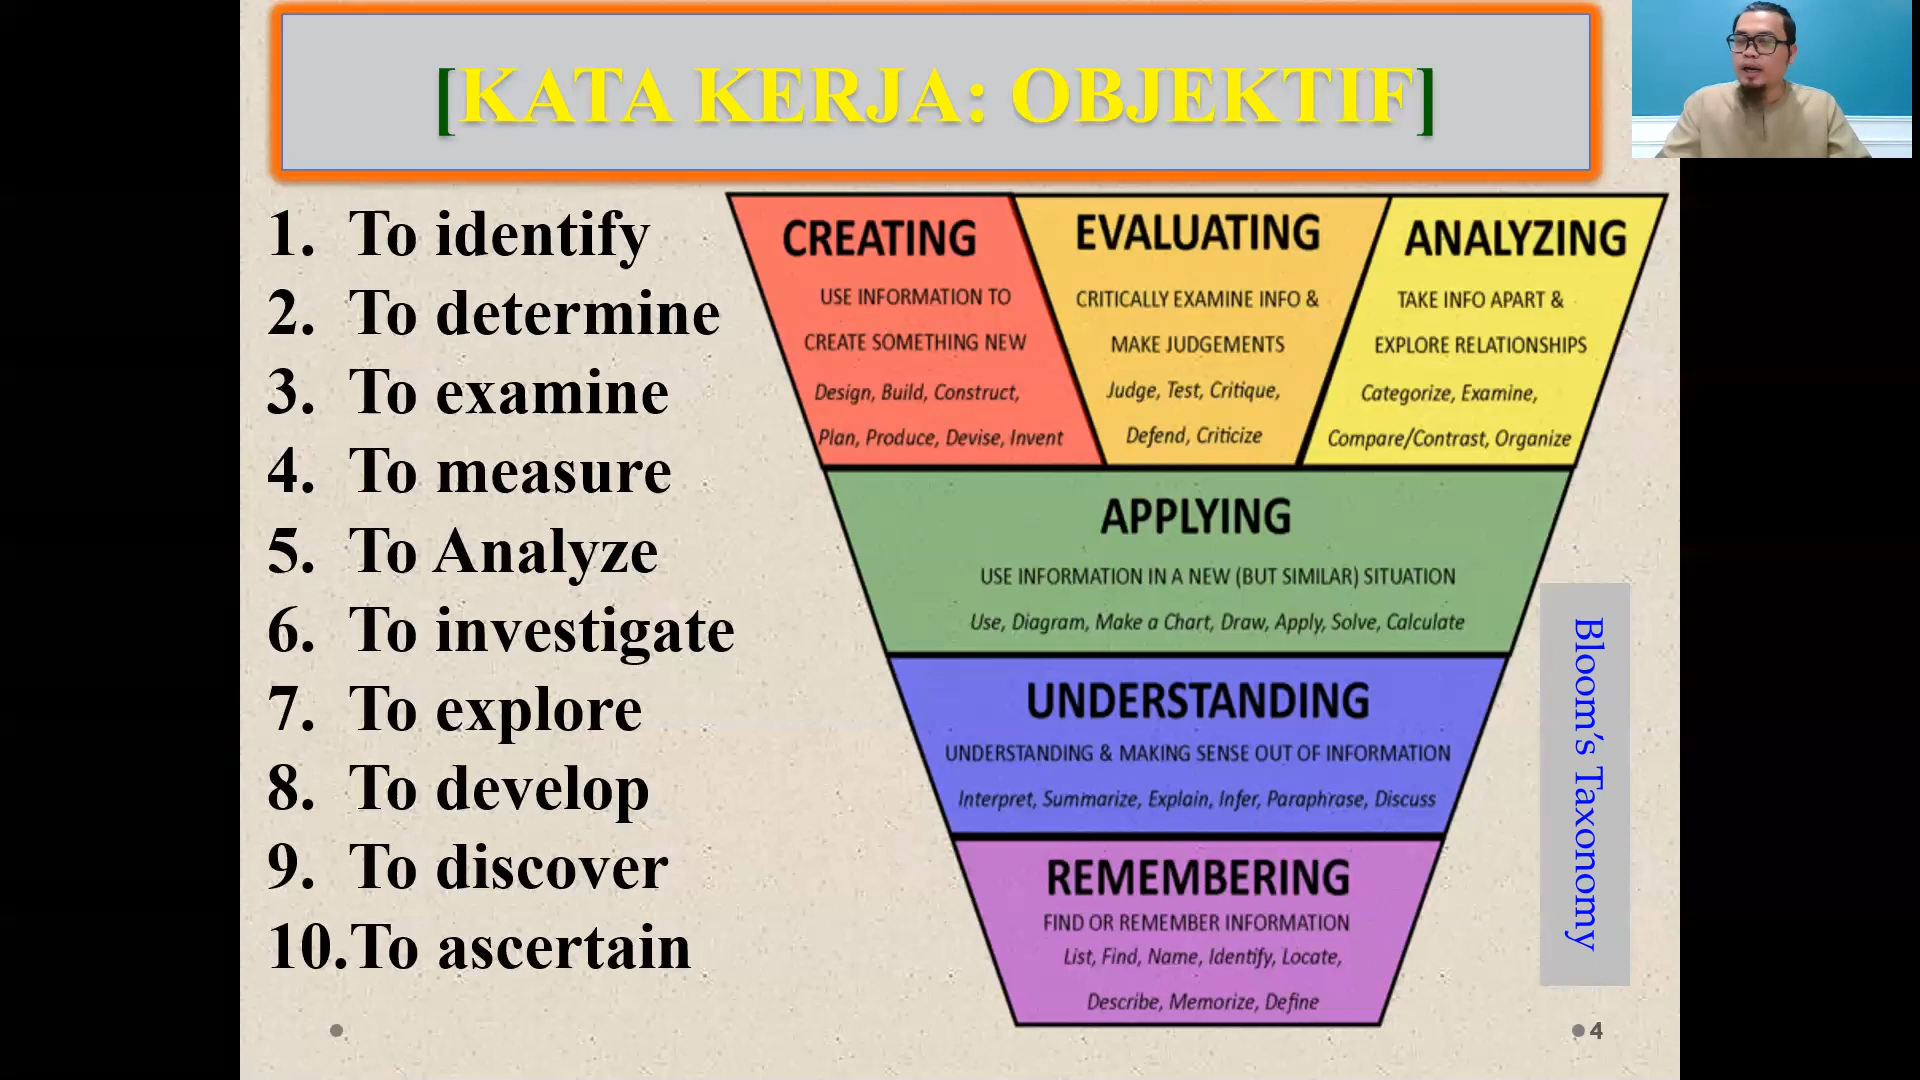 [KATA KERJA: OBJEKTIF]
1. To identify
2. To determine
3. To examine
4. To measure
5. To Analyze
6. To investigate
7. To explore
8. To develop
9. To discover
10.To ascertain
CREATING
USE INFORMATION TO
CREATE SOMETHING NEW
Design, Build, Construct,
Plan, Produce, Devise, Invent
EVALUATING
CRITICALLY EXAMINE INFO &
MAKE JUDGEMENTS
Judge, Test, Critique,
Defend, Criticize
ANALYZING
TAKE INFO APART &
EXPLORE RELATIONSHIPS
Categorize, Examine,
Compare/Contrast, Organize
APPLYING
USE INFORMATION IN A NEW (BUT SIMILAR) SITUATION
Use, Diagram, Make a Chart, Draw, Apply, Solve, Calculate
UNDERSTANDING
UNDERSTANDING & MAKING SENSE OUT OF INFORMATION
Interpret, Summarize, Explain, Infer, Paraphrase, Discuss
REMEMBERING
FIND OR REMEMBER INFORMATION
List, Find, Name, Identify, Locate,
Describe, Memorize, Define
Bloom's Taxonomy
4